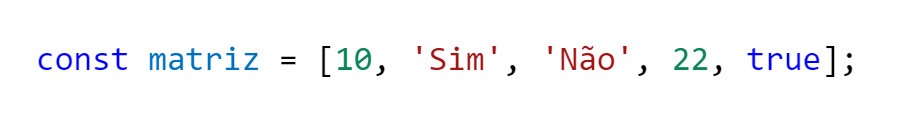 const matriz = [10, 'Sim', 'Não', 22, true];